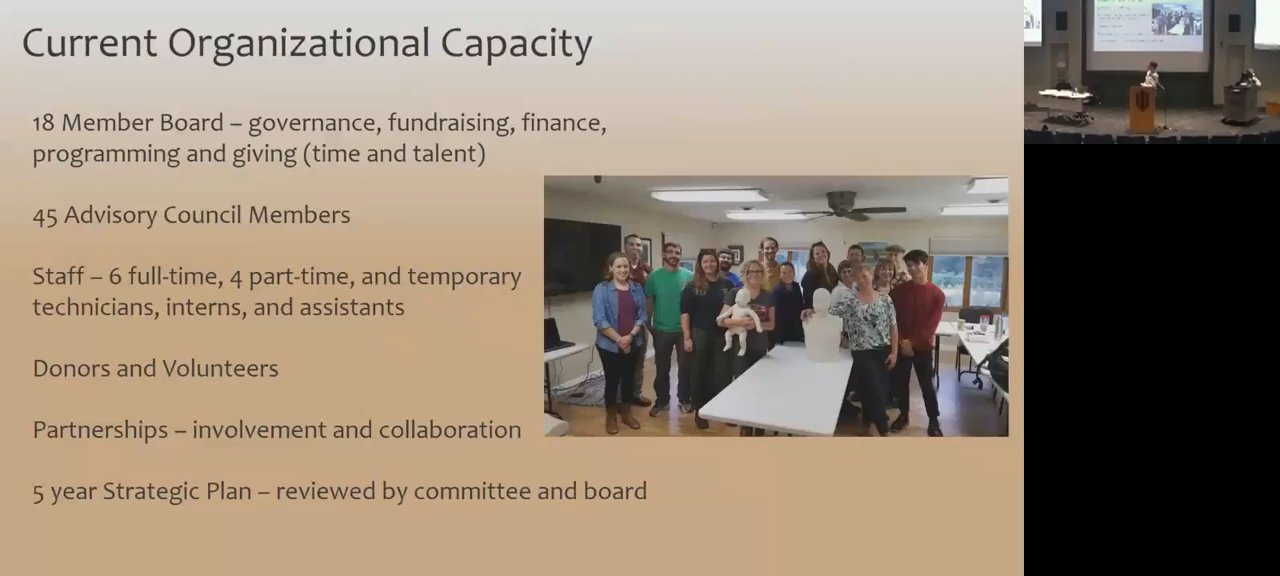 Current Organizational Capacity
18 Member Board – governance, fundraising, finance,
programming and giving (time and talent)
45 Advisory Council Members
Staff – 6 full-time, 4 part-time, and temporary
technicians, interns, and assistants
Donors and Volunteers
Partnerships – involvement and collaboration
5 year Strategic Plan – reviewed by committee and board